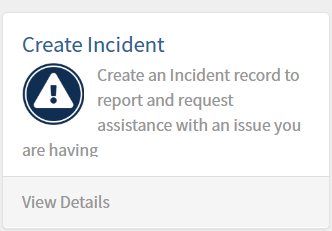 Create Incident
Create an Incident record to
report and request
assistance with an issue you
are having
View Details